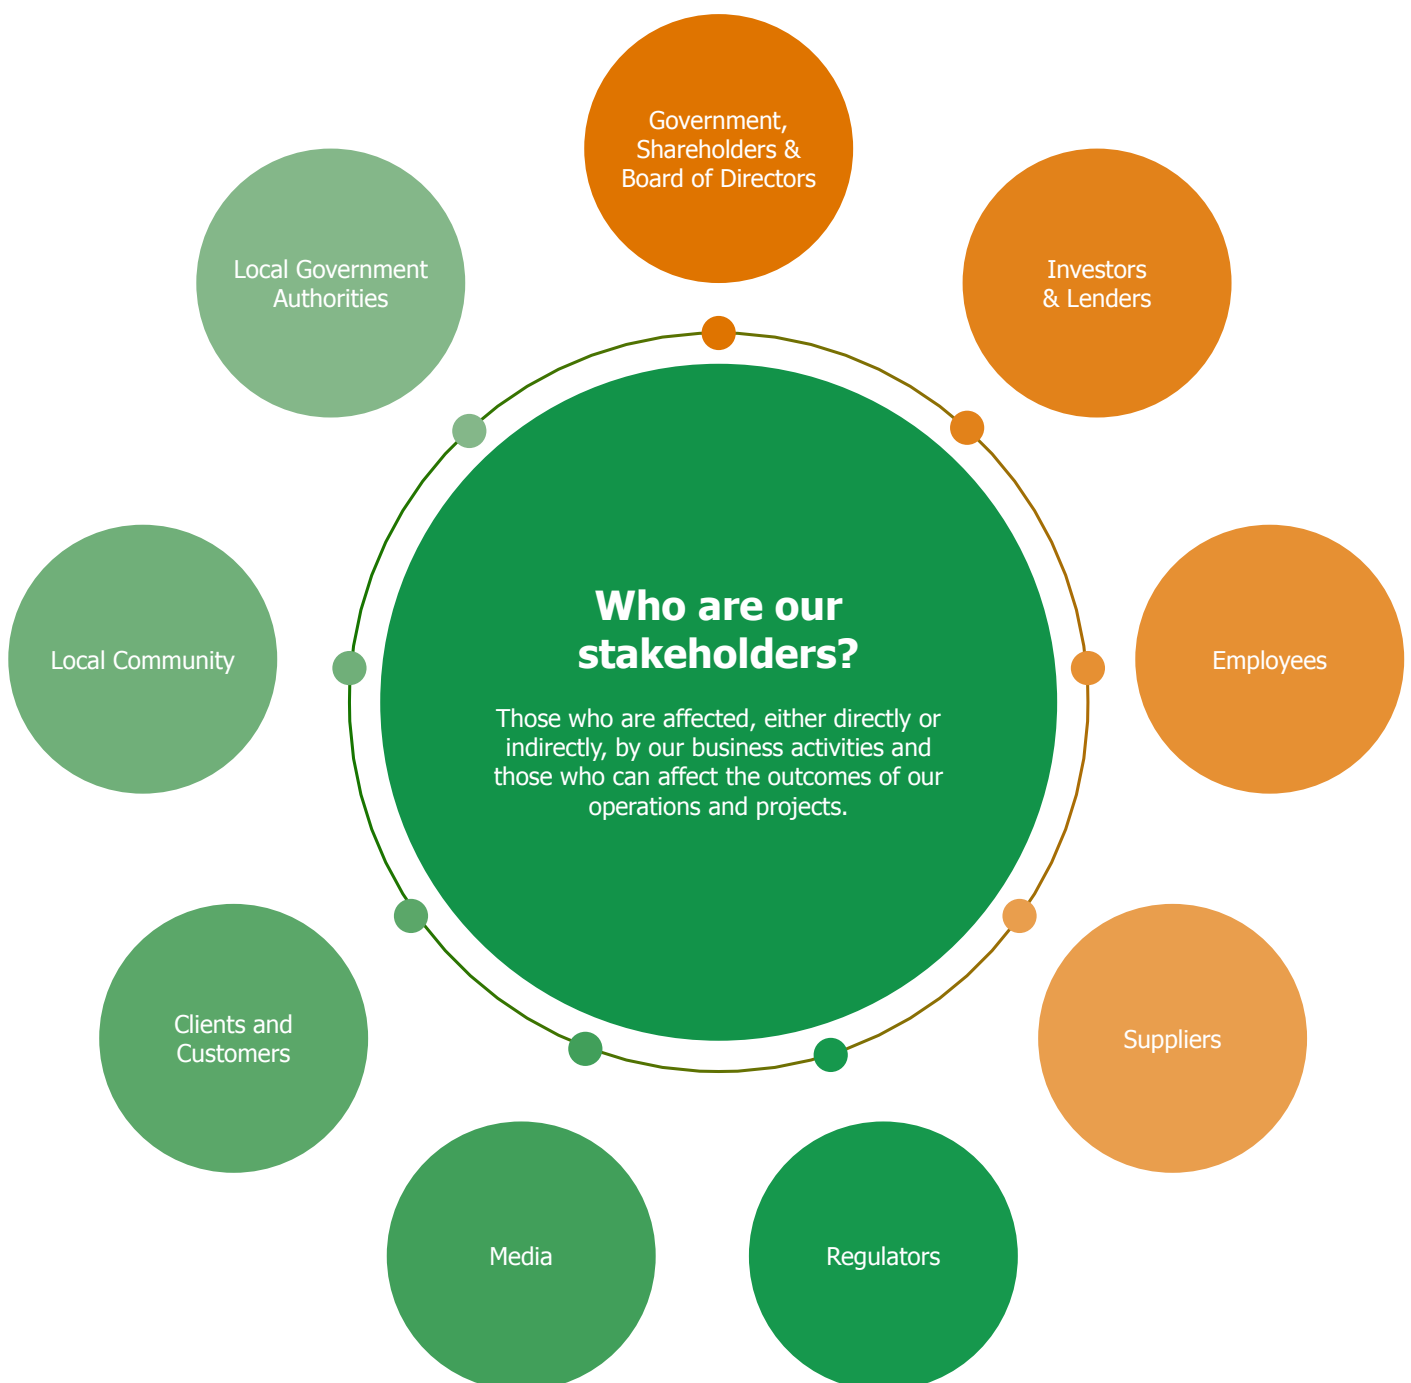 Government,
Shareholders &
Board of Directors
Local Government
Authorities
Investors
& Lenders
Who are our
stakeholders?
Those who are affected, either directly or
indirectly, by our business activities and
those who can affect the outcomes of our
operations and projects.
Local Community
Employees
Clients and
Customers
Suppliers
Media
Regulators